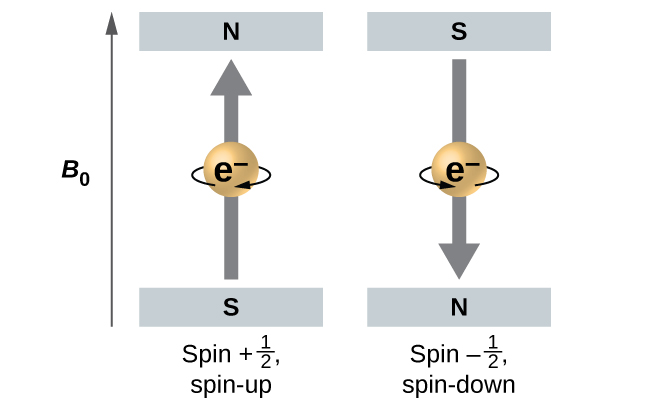 N
S
B₀
e⁻
e⁻
S
N
Spin +½,
spin-up
Spin –½,
spin-down